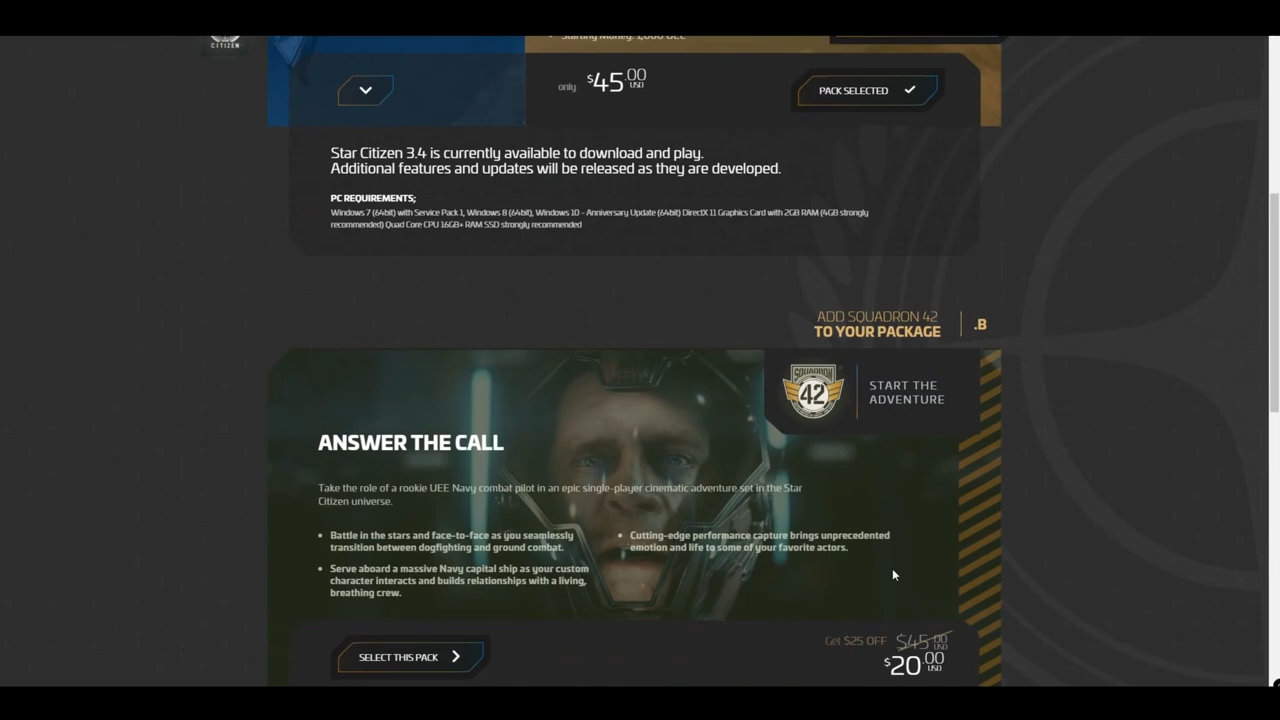 CITIZEN
Starting Money: 1,000 UEC
only $45.00 USD
PACK SELECTED
Star Citizen 3.4 is currently available to download and play.
Additional features and updates will be released as they are developed.
PC REQUIREMENTS;
Windows 7 (64bit) with Service Pack 1, Windows 8 (64bit), Windows 10 - Anniversary Update (64bit) DirectX 11 Graphics Card with 2GB RAM (4GB strongly
recommended) Quad Core CPU 16GB+ RAM SSD strongly recommended
ADD SQUADRON 42
TO YOUR PACKAGE
.B
SQUADRON
42
START THE
ADVENTURE
ANSWER THE CALL
Take the role of a rookie UEE Navy combat pilot in an epic single-player cinematic adventure set in the Star
Citizen universe.
Battle in the stars and face-to-face as you seamlessly
transition between dogfighting and ground combat.
Serve aboard a massive Navy capital ship as your custom
character interacts and builds relationships with a living,
breathing crew.
Cutting-edge performance capture brings unprecedented
emotion and life to some of your favorite actors.
SELECT THIS PACK
Get $25 OFF $45.00 USD
$20.00 USD